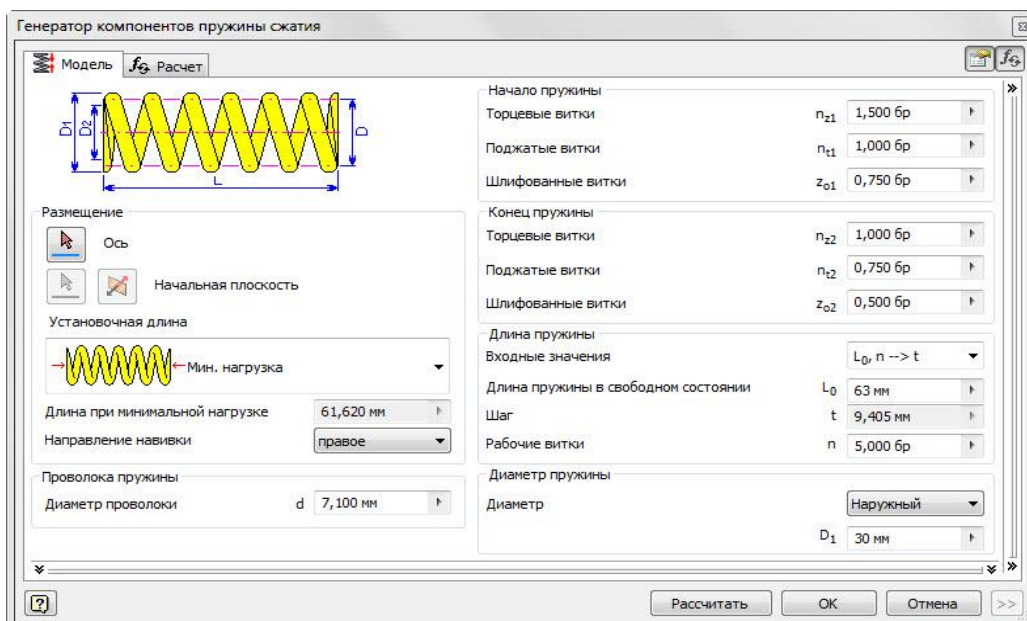 Генератор компонентов пружины сжатия
Модель
Расчет
D1
D2
D
L
Размещение
Ось
Начальная плоскость
Установочная длина
Мин. нагрузка
Длина при минимальной нагрузке 61,620 мм
Направление навивки правое
Проволока пружины
Диаметр проволоки d 7,100 мм
Начало пружины
Торцевые витки nz1 1,500 бр
Поджатые витки nt1 1,000 бр
Шлифованные витки zo1 0,750 бр
Конец пружины
Торцевые витки nz2 1,000 бр
Поджатые витки nt2 0,750 бр
Шлифованные витки zo2 0,500 бр
Длина пружины
Входные значения L0, n --> t
Длина пружины в свободном состоянии L0 63 мм
Шаг t 9,405 мм
Рабочие витки n 5,000 бр
Диаметр пружины
Диаметр Наружный
D1 30 мм
Рассчитать OK Отмена >>